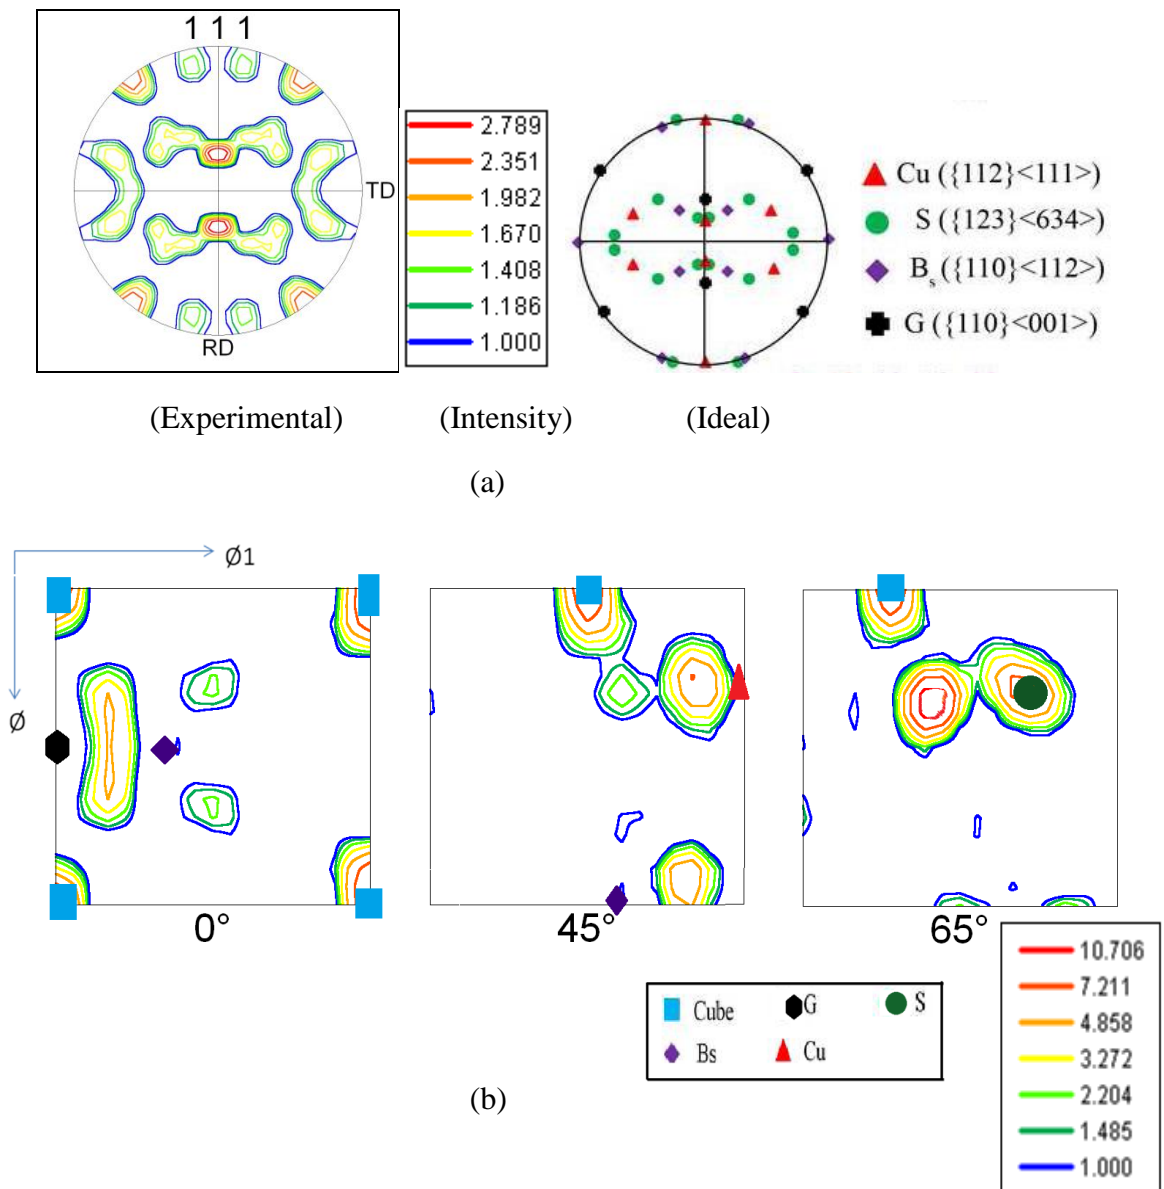 1 1 1
TD
RD
2.789
2.351
1.982
1.670
1.408
1.186
1.000
Cu ({112}<111>)
S ({123}<634>)
Bs ({110}<112>)
G ({110}<001>)
(Experimental)
(Intensity)
(Ideal)
(a)
Ø1
Ø
0°
45°
65°
10.706
7.211
4.858
3.272
2.204
1.485
1.000
Cube
G
S
Bs
Cu
(b)